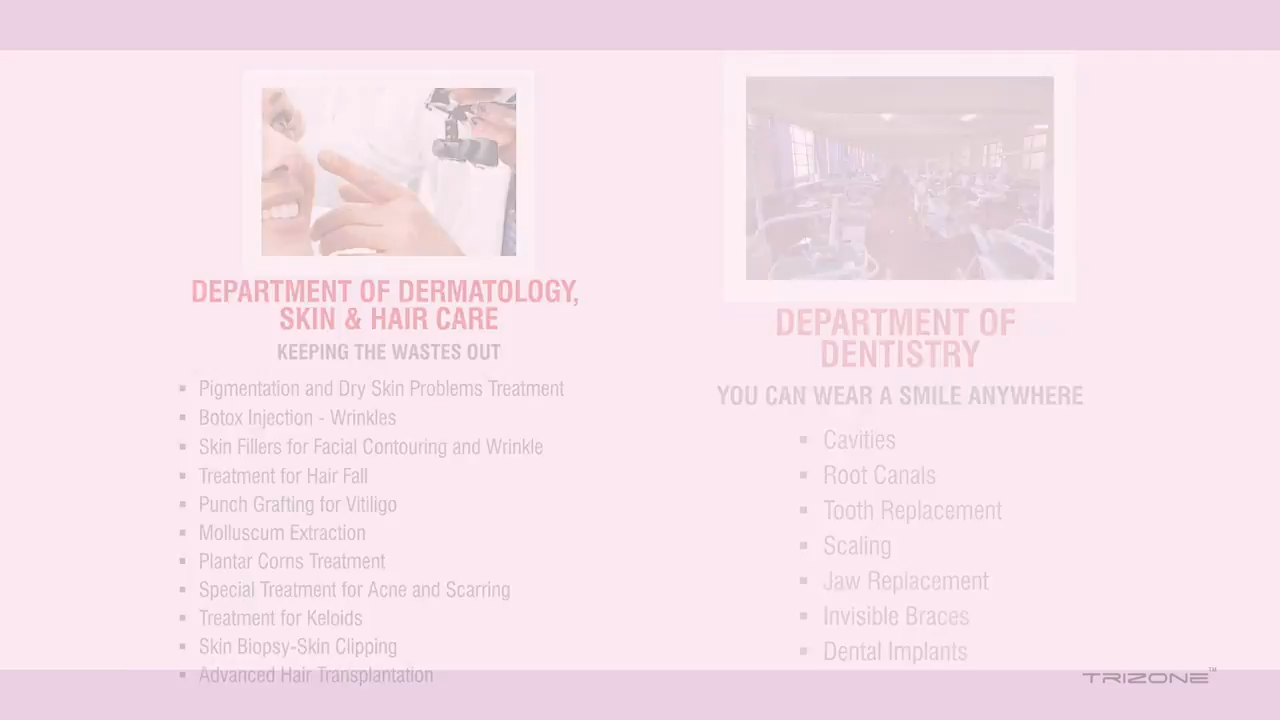 DEPARTMENT OF DERMATOLOGY,
SKIN & HAIR CARE
KEEPING THE WASTES OUT
▪ Pigmentation and Dry Skin Problems Treatment
▪ Botox Injection - Wrinkles
▪ Skin Fillers for Facial Contouring and Wrinkle
▪ Treatment for Hair Fall
▪ Punch Grafting for Vitiligo
▪ Molluscum Extraction
▪ Plantar Corns Treatment
▪ Special Treatment for Acne and Scarring
▪ Treatment for Keloids
▪ Skin Biopsy-Skin Clipping
▪ Advanced Hair Transplantation
DEPARTMENT OF
DENTISTRY
YOU CAN WEAR A SMILE ANYWHERE
▪ Cavities
▪ Root Canals
▪ Tooth Replacement
▪ Scaling
▪ Jaw Replacement
▪ Invisible Braces
▪ Dental Implants
TRIZONE™